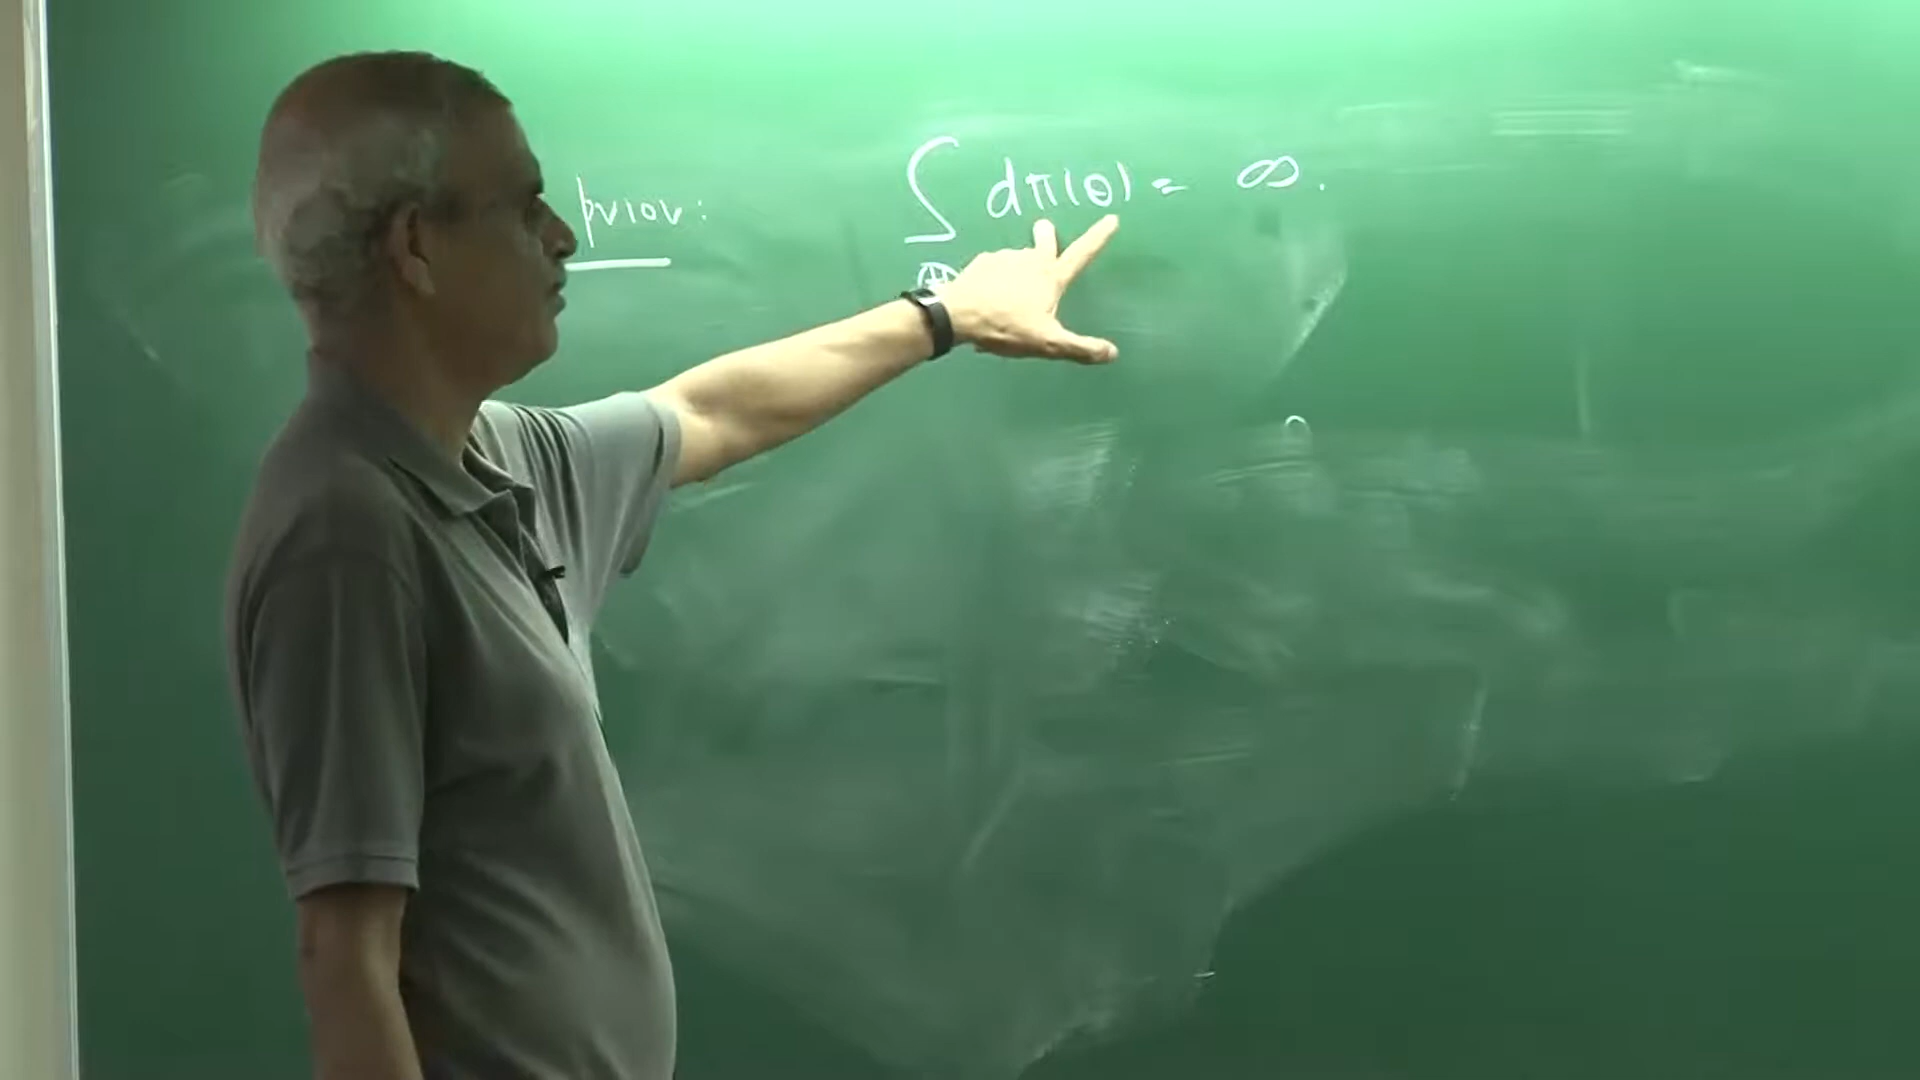 prior: ∫ dπ(θ) = ∞.
Ⓗ